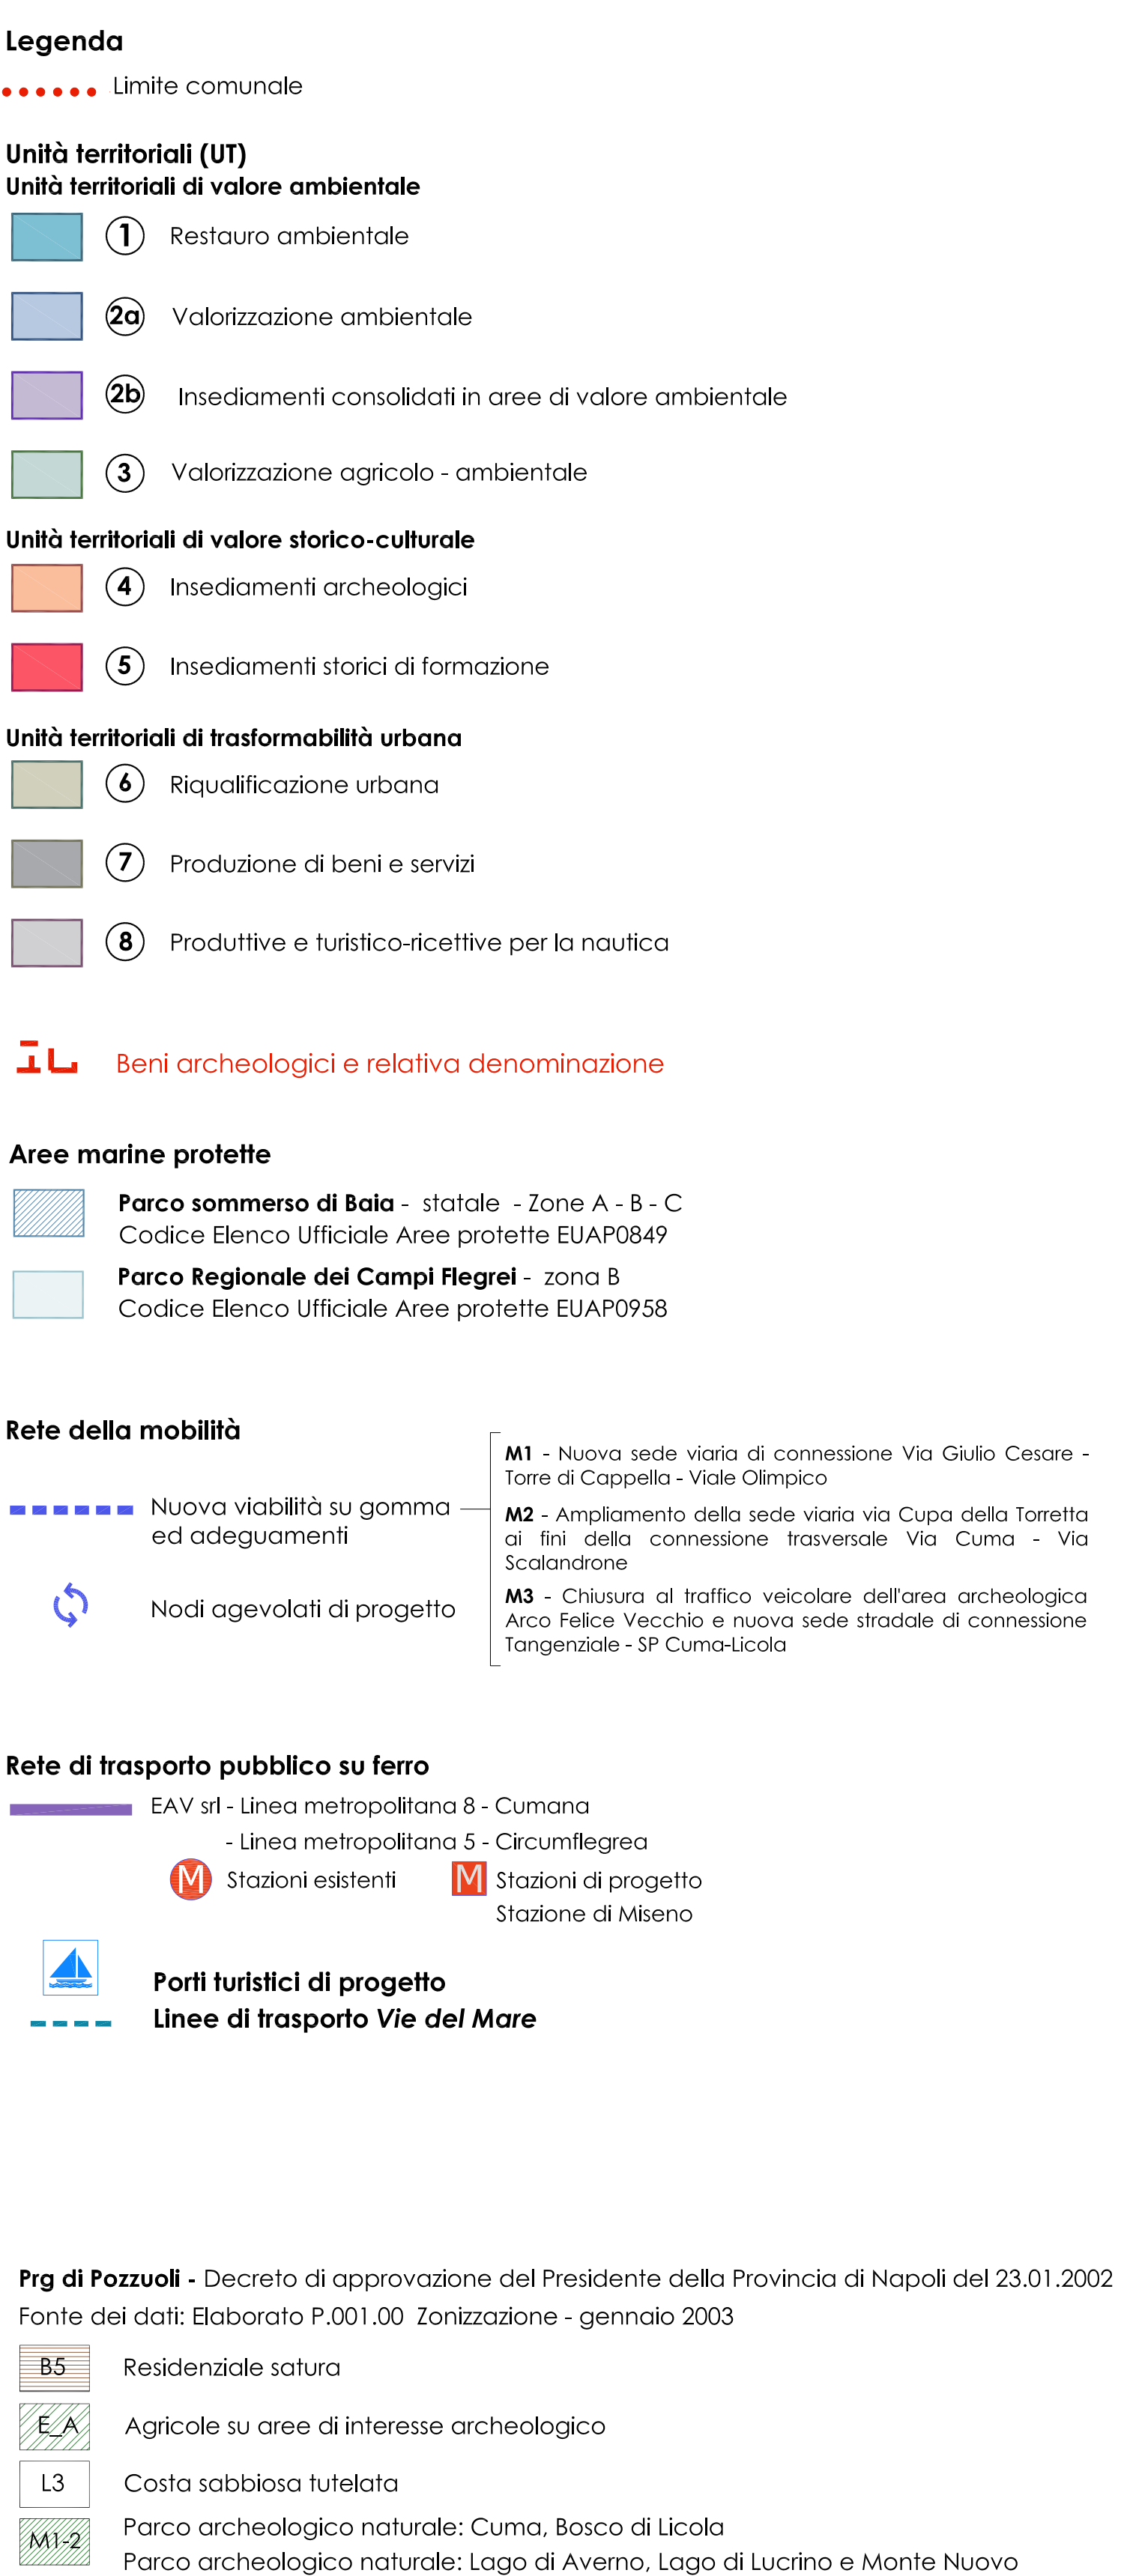 Legenda
Limite comunale
Unità territoriali (UT)
Unità territoriali di valore ambientale
1 Restauro ambientale
2a Valorizzazione ambientale
2b Insediamenti consolidati in aree di valore ambientale
3 Valorizzazione agricolo - ambientale
Unità territoriali di valore storico-culturale
4 Insediamenti archeologici
5 Insediamenti storici di formazione
Unità territoriali di trasformabilità urbana
6 Riqualificazione urbana
7 Produzione di beni e servizi
8 Produttive e turistico-ricettive per la nautica
Beni archeologici e relativa denominazione
Aree marine protette
Parco sommerso di Baia - statale - Zone A - B - C
Codice Elenco Ufficiale Aree protette EUAP0849
Parco Regionale dei Campi Flegrei - zona B
Codice Elenco Ufficiale Aree protette EUAP0958
Rete della mobilità
Nuova viabilità su gomma
ed adeguamenti
Nodi agevolati di progetto
M1 - Nuova sede viaria di connessione Via Giulio Cesare -
Torre di Cappella - Viale Olimpico
M2 - Ampliamento della sede viaria via Cupa della Torretta
ai fini della connessione trasversale Via Cuma - Via
Scalandrone
M3 - Chiusura al traffico veicolare dell'area archeologica
Arco Felice Vecchio e nuova sede stradale di connessione
Tangenziale - SP Cuma-Licola
Rete di trasporto pubblico su ferro
EAV srl - Linea metropolitana 8 - Cumana
- Linea metropolitana 5 - Circumflegrea
M Stazioni esistenti M Stazioni di progetto
Stazione di Miseno
Porti turistici di progetto
Linee di trasporto Vie del Mare
Prg di Pozzuoli - Decreto di approvazione del Presidente della Provincia di Napoli del 23.01.2002
Fonte dei dati: Elaborato P.001.00 Zonizzazione - gennaio 2003
B5 Residenziale satura
E_A Agricole su aree di interesse archeologico
L3 Costa sabbiosa tutelata
M1-2 Parco archeologico naturale: Cuma, Bosco di Licola
Parco archeologico naturale: Lago di Averno, Lago di Lucrino e Monte Nuovo